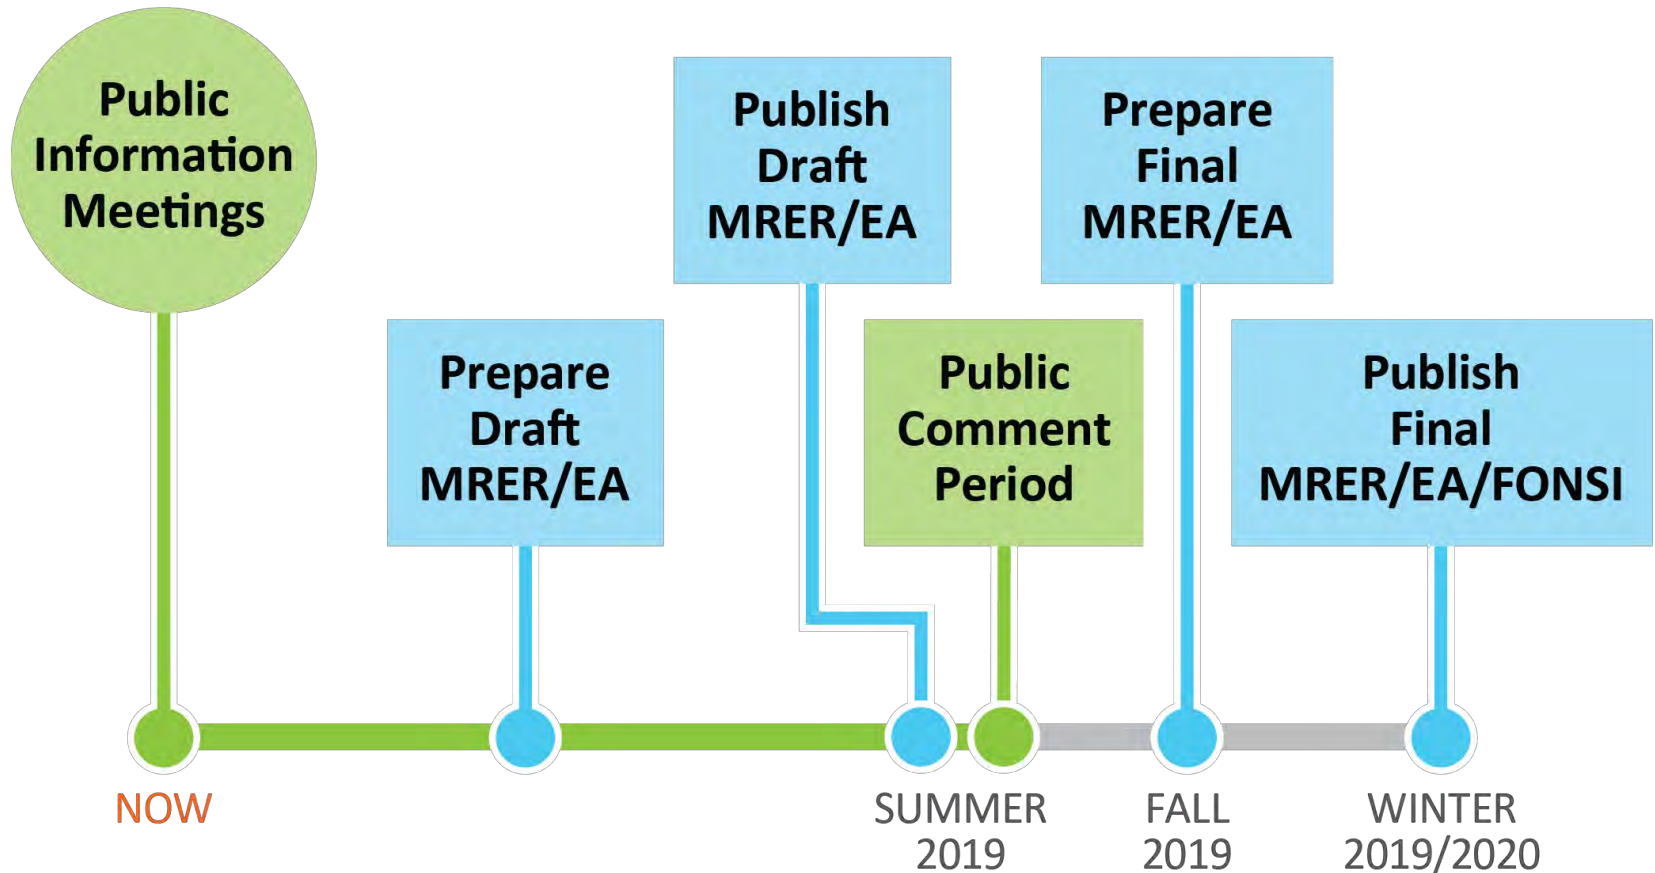 Public
Information
Meetings
Prepare
Draft
MRER/EA
Publish
Draft
MRER/EA
Public
Comment
Period
Prepare
Final
MRER/EA
Publish
Final
MRER/EA/FONSI
NOW
SUMMER
2019
FALL
2019
WINTER
2019/2020